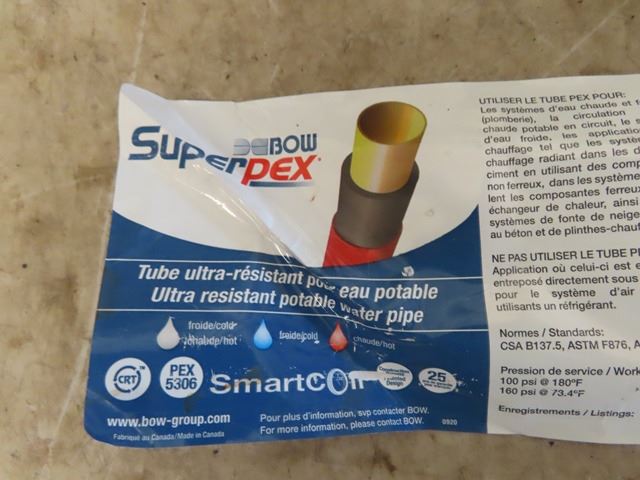 BOW
SuperPEX
Tube ultra-résistant pour eau potable
Ultra resistant potable water pipe
froide/cold
chaude/hot
froide/cold
chaude/hot
CRT
PEX
5306
SmartCoil
Design
25
www.bow-group.com
Fabriqué au Canada/Made in Canada
Pour plus d'information, svp contacter BOW.
For more information, please contact BOW.
0920
UTILISER LE TUBE PEX POUR:
Les systèmes d'eau chaude et
(plomberie), la circulation
chaude potable en circuit, le
d'eau froide, les application
chauffage tel que les systè
chauffage radiant dans les d
ciment en utilisant des com
non ferreux, dans les système
lent les composantes ferreu
échangeur de chaleur, ainsi
systèmes de fonte de neige
au béton et de plinthes-chauf
NE PAS UTILISER LE TUBE PE
Application où celui-ci est e
entreposé directement sous
pour le système d'air
utilisants un réfrigérant.
Normes / Standards:
CSA B137.5, ASTM F876, A
Pression de service / Work
100 psi @ 180°F
160 psi @ 73.4°F
Enregistrements / Listings: